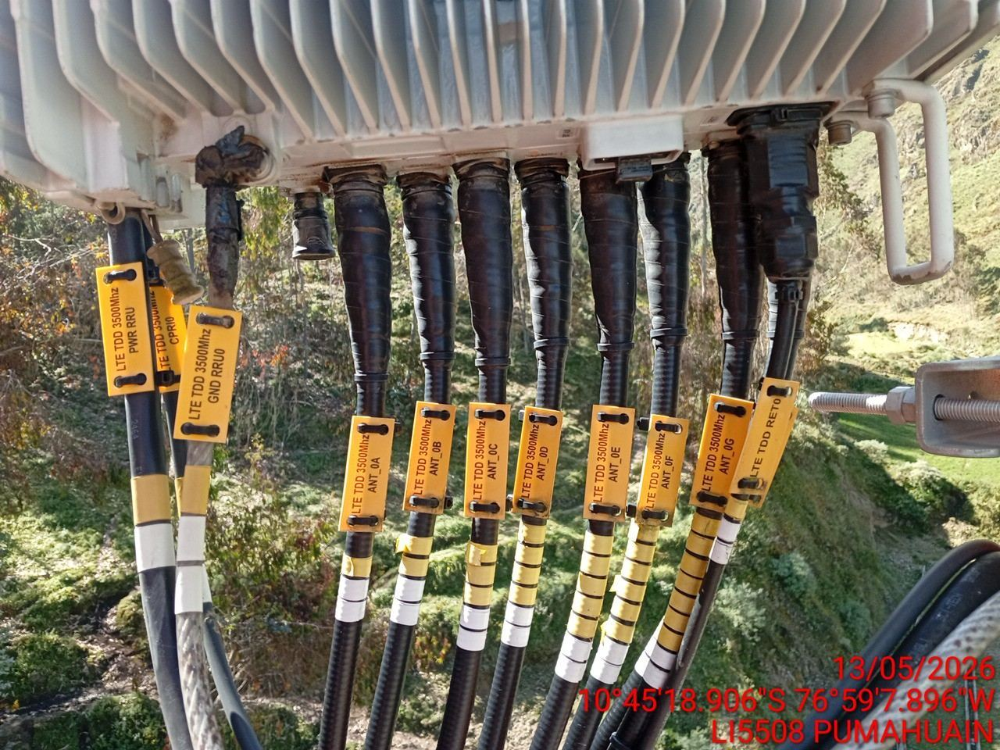 LTE TDD 3500Mhz
PWR RRU
LTE TDD 3500Mhz
CPRI0
LTE TDD 3500Mhz
GND RRU0
LTE TDD 3500Mhz
ANT_0A
LTE TDD 3500Mhz
ANT_0B
LTE TDD 3500Mhz
ANT_0C
LTE TDD 3500Mhz
ANT_0D
LTE TDD 3500Mhz
ANT_0E
LTE TDD 3500Mhz
ANT_0F
LTE TDD 3500Mhz
ANT_0G
LTE TDD RET0
13/05/2026
10°45'18.906"S 76°59'7.896"W
LI5508 PUMAHUAIN